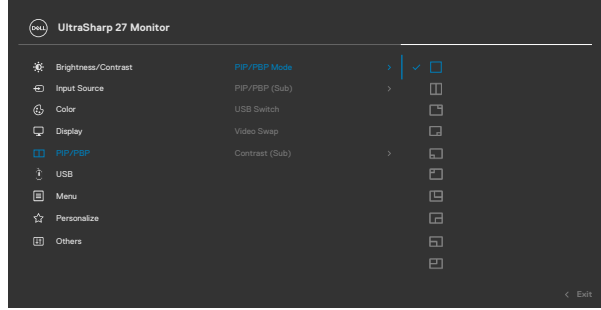 DELL UltraSharp 27 Monitor
Brightness/Contrast PIP/PBP Mode
Input Source PIP/PBP (Sub)
Color USB Switch
Display Video Swap
PIP/PBP Contrast (Sub)
USB
Menu
Personalize
Others
Exit